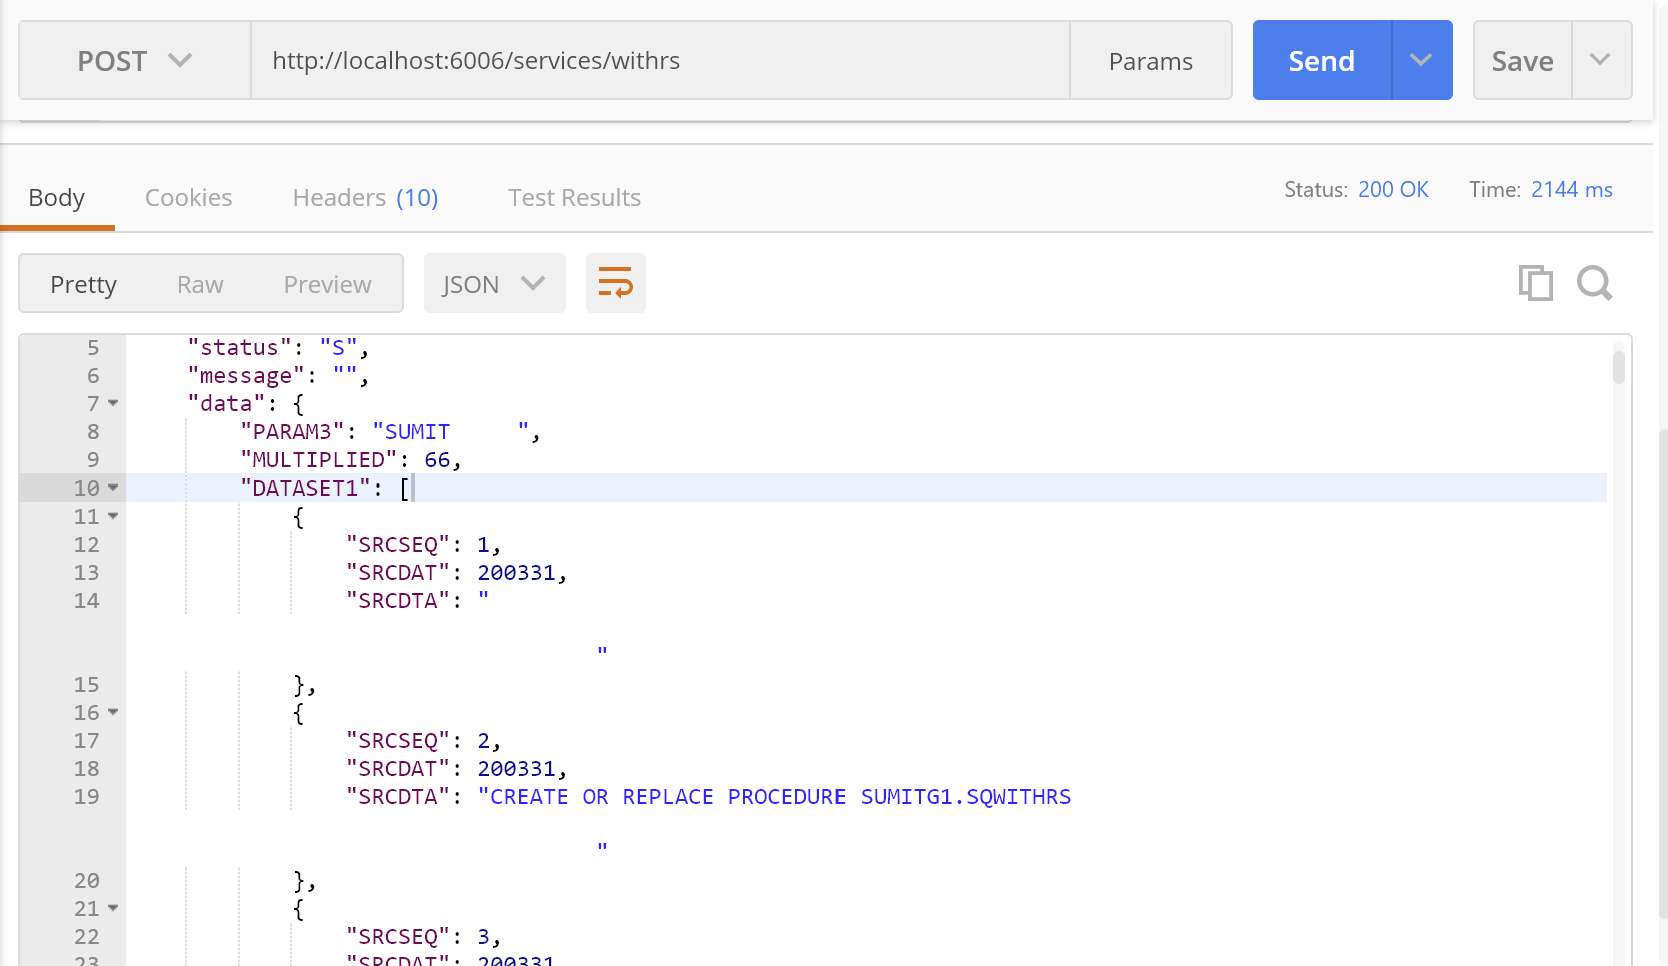 POST http://localhost:6006/services/withrs Params Send Save
Body Cookies Headers (10) Test Results Status: 200 OK Time: 2144 ms
Pretty Raw Preview JSON
5 "status": "S",
6 "message": "",
7 "data": {
8 "PARAM3": "SUMIT     ",
9 "MULTIPLIED": 66,
10 "DATASET1": [
11 {
12 "SRCSEQ": 1,
13 "SRCDAT": 200331,
14 "SRCDTA": "
"
15 },
16 {
17 "SRCSEQ": 2,
18 "SRCDAT": 200331,
19 "SRCDTA": "CREATE OR REPLACE PROCEDURE SUMITG1.SQWITHRS
"
20 },
21 {
22 "SRCSEQ": 3,
23 "SRCDAT": 200331